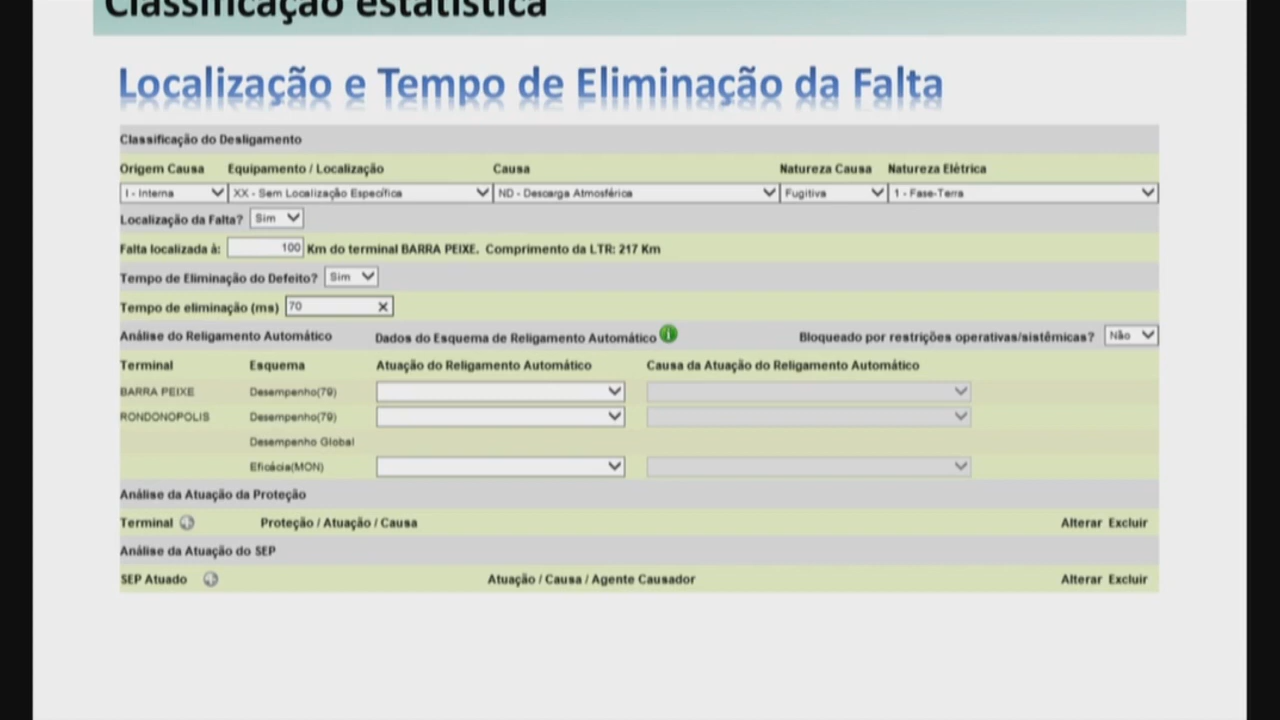 Classificação estatística
Localização e Tempo de Eliminação da Falta
Classificação do Desligamento
Origem Causa Equipamento / Localização Causa Natureza Causa Natureza Elétrica
I - Interna XX - Sem Localização Específica ND - Descarga Atmosférica Fugitiva 1 - Fase-Terra
Localização da Falta? Sim
Falta localizada à: 100 Km do terminal BARRA PEIXE. Comprimento da LTR: 217 Km
Tempo de Eliminação do Defeito? Sim
Tempo de eliminação (ms) 70
Análise do Religamento Automático Dados do Esquema de Religamento Automático Bloqueado por restrições operativas/sistêmicas? Não
Terminal Esquema Atuação do Religamento Automático Causa da Atuação do Religamento Automático
BARRA PEIXE Desempenho(79)
RONDONOPOLIS Desempenho(79)
Desempenho Global
Eficácia(MON)
Análise da Atuação da Proteção
Terminal Proteção / Atuação / Causa Alterar Excluir
Análise da Atuação do SEP
SEP Atuado Atuação / Causa / Agente Causador Alterar Excluir